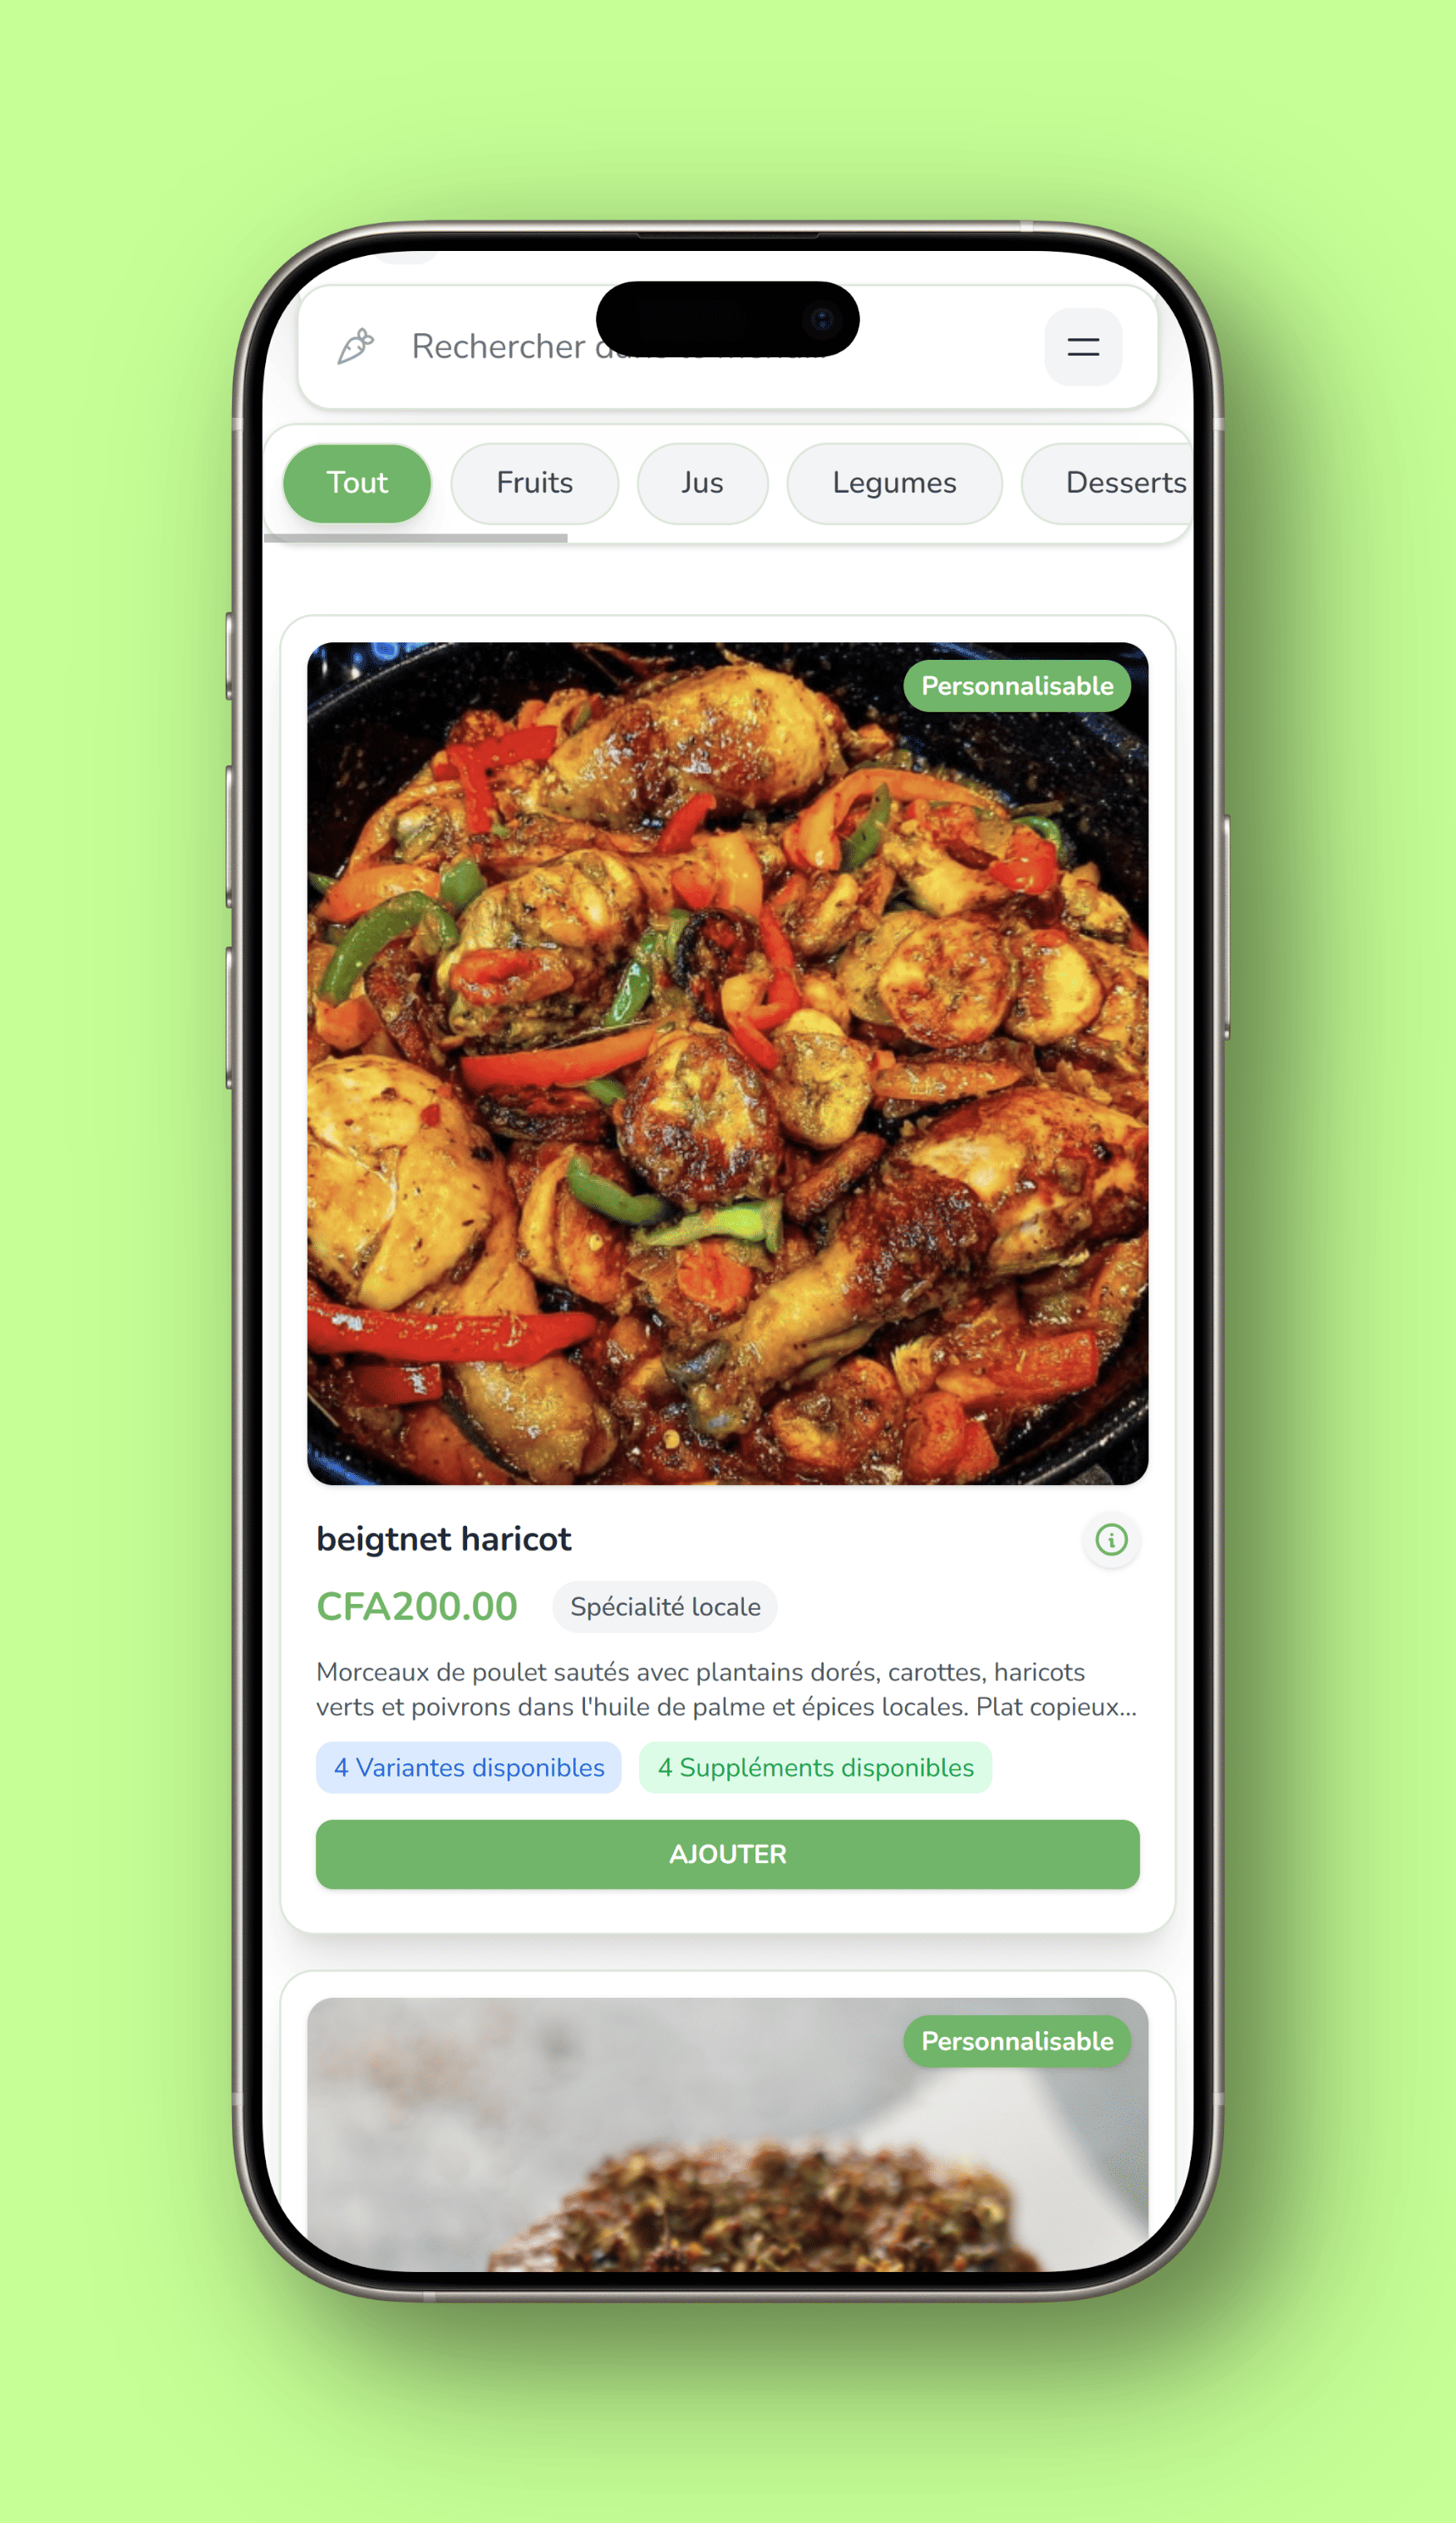 Rechercher
Tout
Fruits
Jus
Legumes
Desserts
Personnalisable
beigtnet haricot
CFA200.00
Spécialité locale
Morceaux de poulet sautés avec plantains dorés, carottes, haricots
verts et poivrons dans l'huile de palme et épices locales. Plat copieux...
4 Variantes disponibles
4 Suppléments disponibles
AJOUTER
Personnalisable